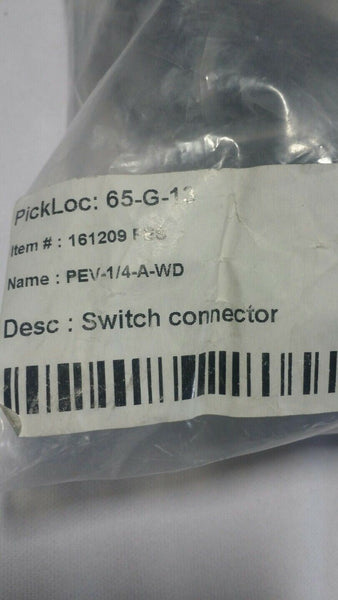 PickLoc: 65-G-13
Item # : 161209
Name : PEV-1/4-A-WD
Desc : Switch connector